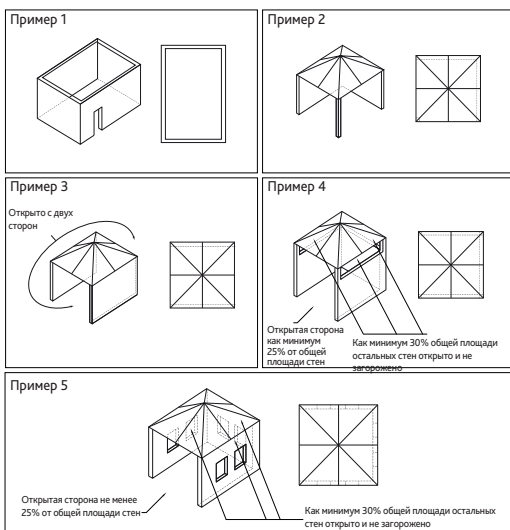 Пример 1
Пример 2
Пример 3
Открыто с двух
сторон
Пример 4
Открытая сторона
как минимум
25% от общей
площади стен
Как минимум 30% общей площади
остальных стен открыто и не
загорожено
Пример 5
Открытая сторона не менее
25% от общей площади стен
Как минимум 30% общей площади остальных
стен открыто и не загорожено